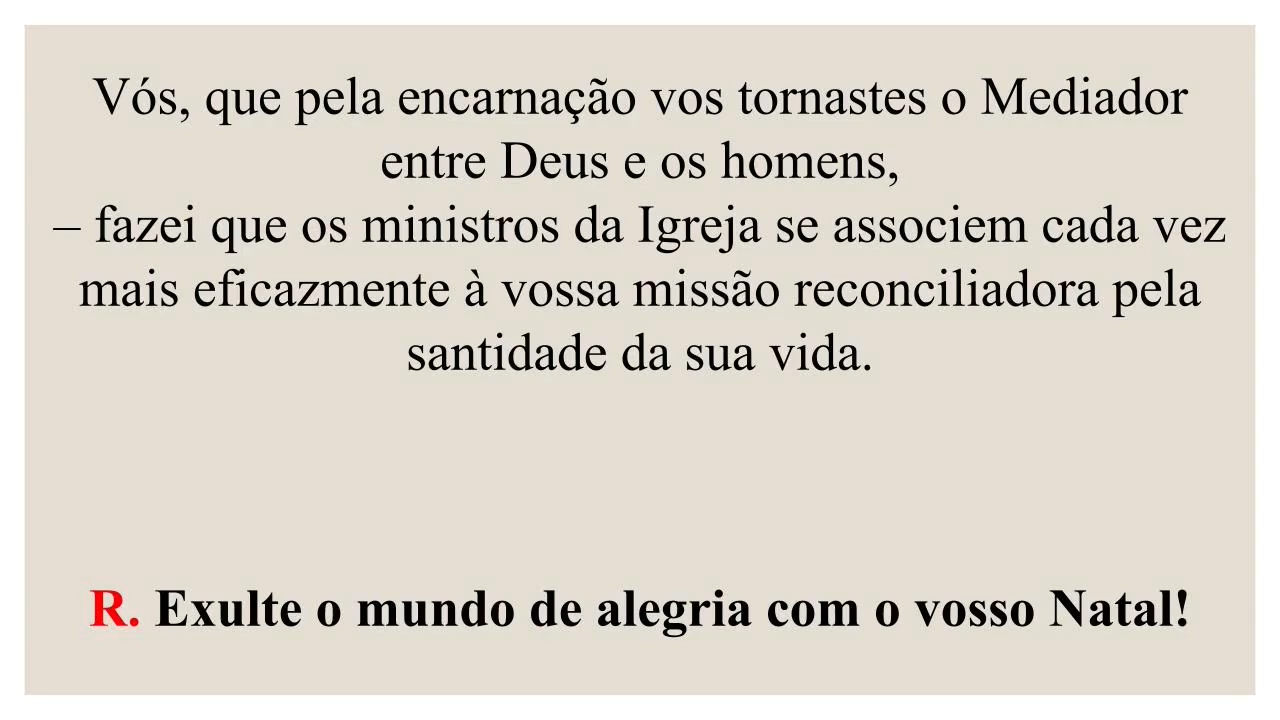 Vós, que pela encarnação vos tornastes o Mediador
entre Deus e os homens,
– fazei que os ministros da Igreja se associem cada vez
mais eficazmente à vossa missão reconciliadora pela
santidade da sua vida.
R. Exulte o mundo de alegria com o vosso Natal!